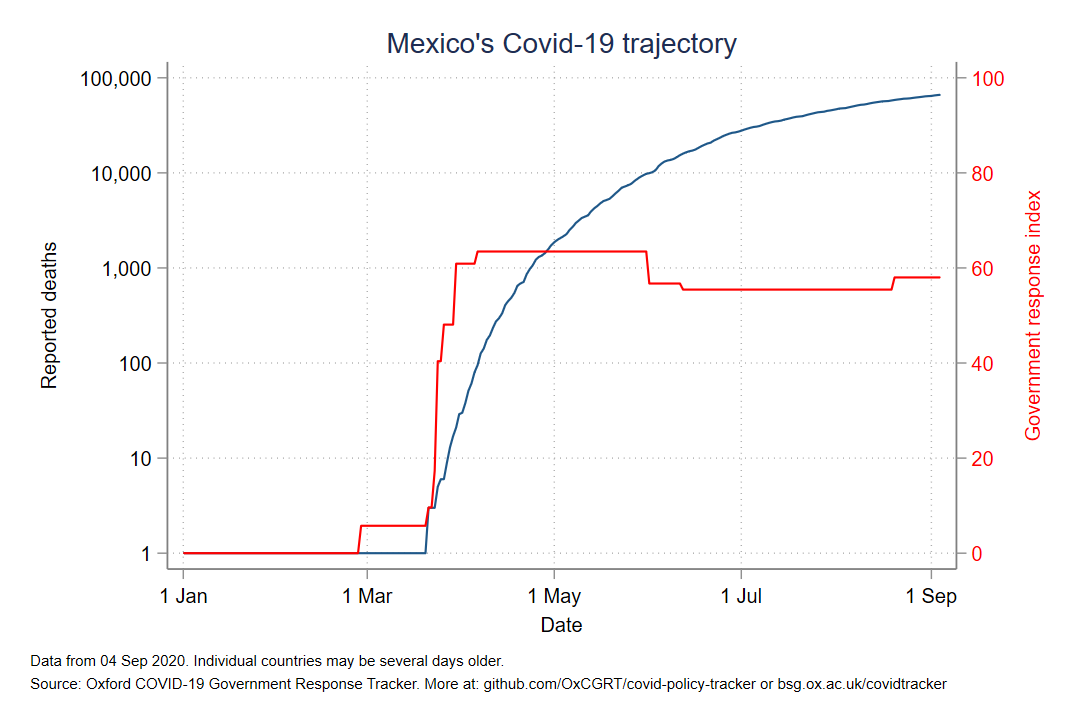 Mexico's Covid-19 trajectory
100,000
10,000
1,000
100
10
1
Reported deaths
100
80
60
40
20
0
Government response index
1 Jan
1 Mar
1 May
1 Jul
1 Sep
Date
Data from 04 Sep 2020. Individual countries may be several days older.
Source: Oxford COVID-19 Government Response Tracker. More at: github.com/OxCGRT/covid-policy-tracker or bsg.ox.ac.uk/covidtracker